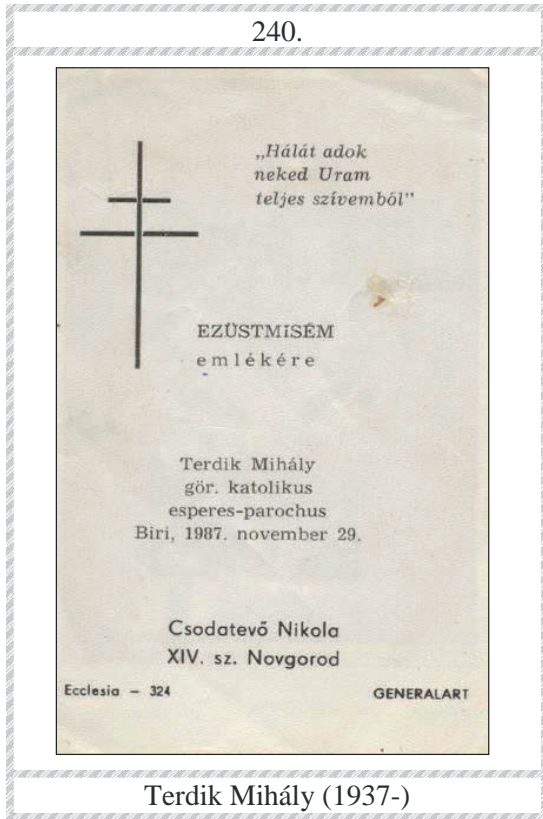 240.
„Hálát adok
neked Uram
teljes szívemból”
EZÜSTMISÉM
emlékére
Terdik Mihály
gör. katolikus
esperes-parochus
Biri, 1987. november 29.
Csodatevő Nikola
XIV. sz. Novgorod
Ecclesia – 324
GENERALART
Terdik Mihály (1937-)